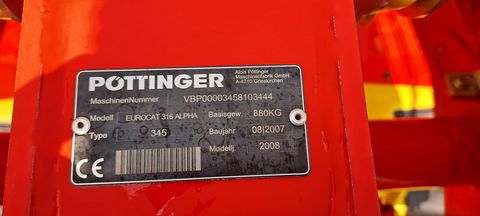 PÖTTINGER
Alois Pöttinger
Maschinenfabrik GmbH
A-4710 Grieskirchen
MaschinenNummer VBP00003458103444
Modell EUROCAT 316 ALPHA Basisgew. 880KG
Type 345 Baujahr 08|2007
Modellj. 2008
CE